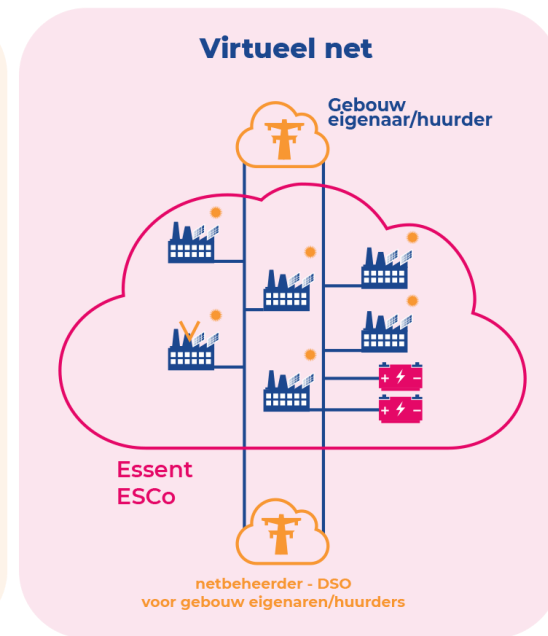 Virtueel net
Gebouw
eigenaar/huurder
Essent
ESCo
netbeheerder - DSO
voor gebouw eigenaren/huurders